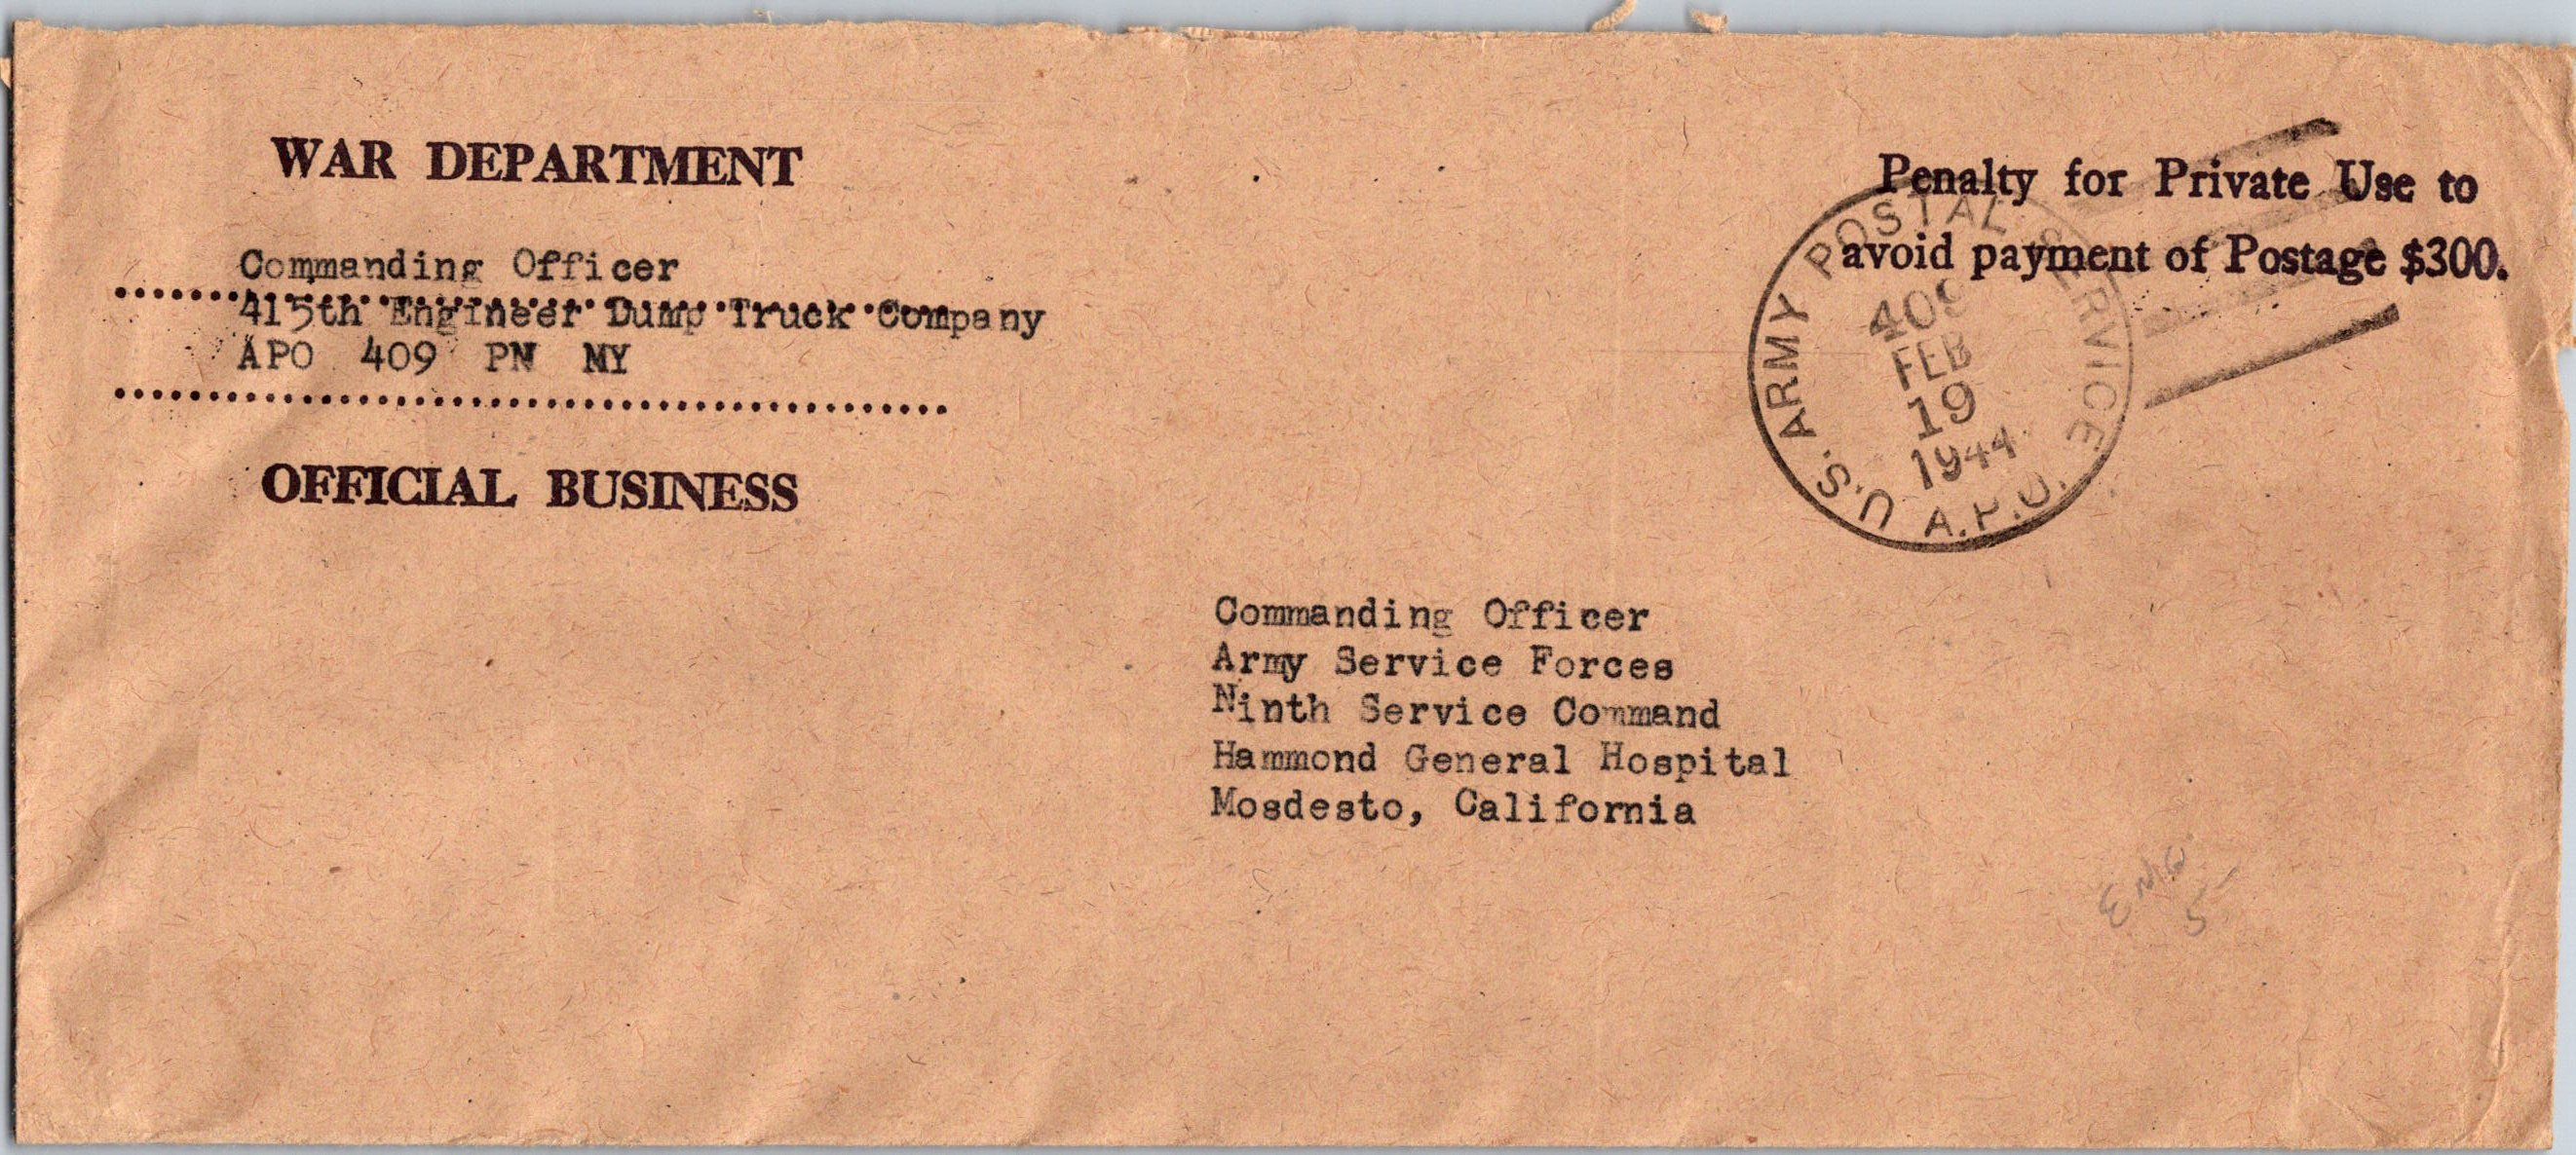 WAR DEPARTMENT
Commanding Officer
415th Engineer Dump Truck Company
APO 409 PN NY
OFFICIAL BUSINESS
Penalty for Private Use to
avoid payment of Postage $300.
U.S. ARMY POSTAL SERVICE
409
FEB
19
1944
A.P.O.
Commanding Officer
Army Service Forces
Ninth Service Command
Hammond General Hospital
Mosdesto, California